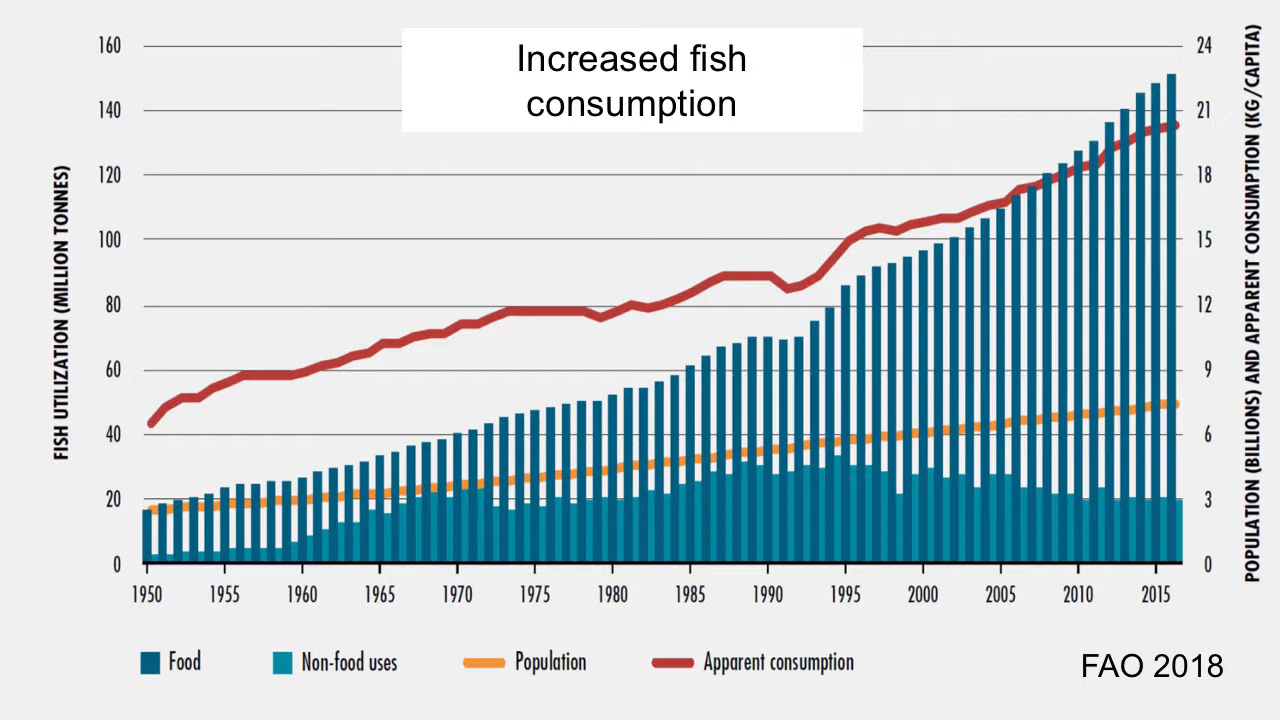 Increased fish
consumption
FISH UTILIZATION (MILLION TONNES)
160
140
120
100
80
60
40
20
0
24
21
18
15
12
9
6
3
0
POPULATION (BILLIONS) AND APPARENT CONSUMPTION (KG/CAPITA)
1950 1955 1960 1965 1970 1975 1980 1985 1990 1995 2000 2005 2010 2015
Food Non-food uses Population Apparent consumption
FAO 2018